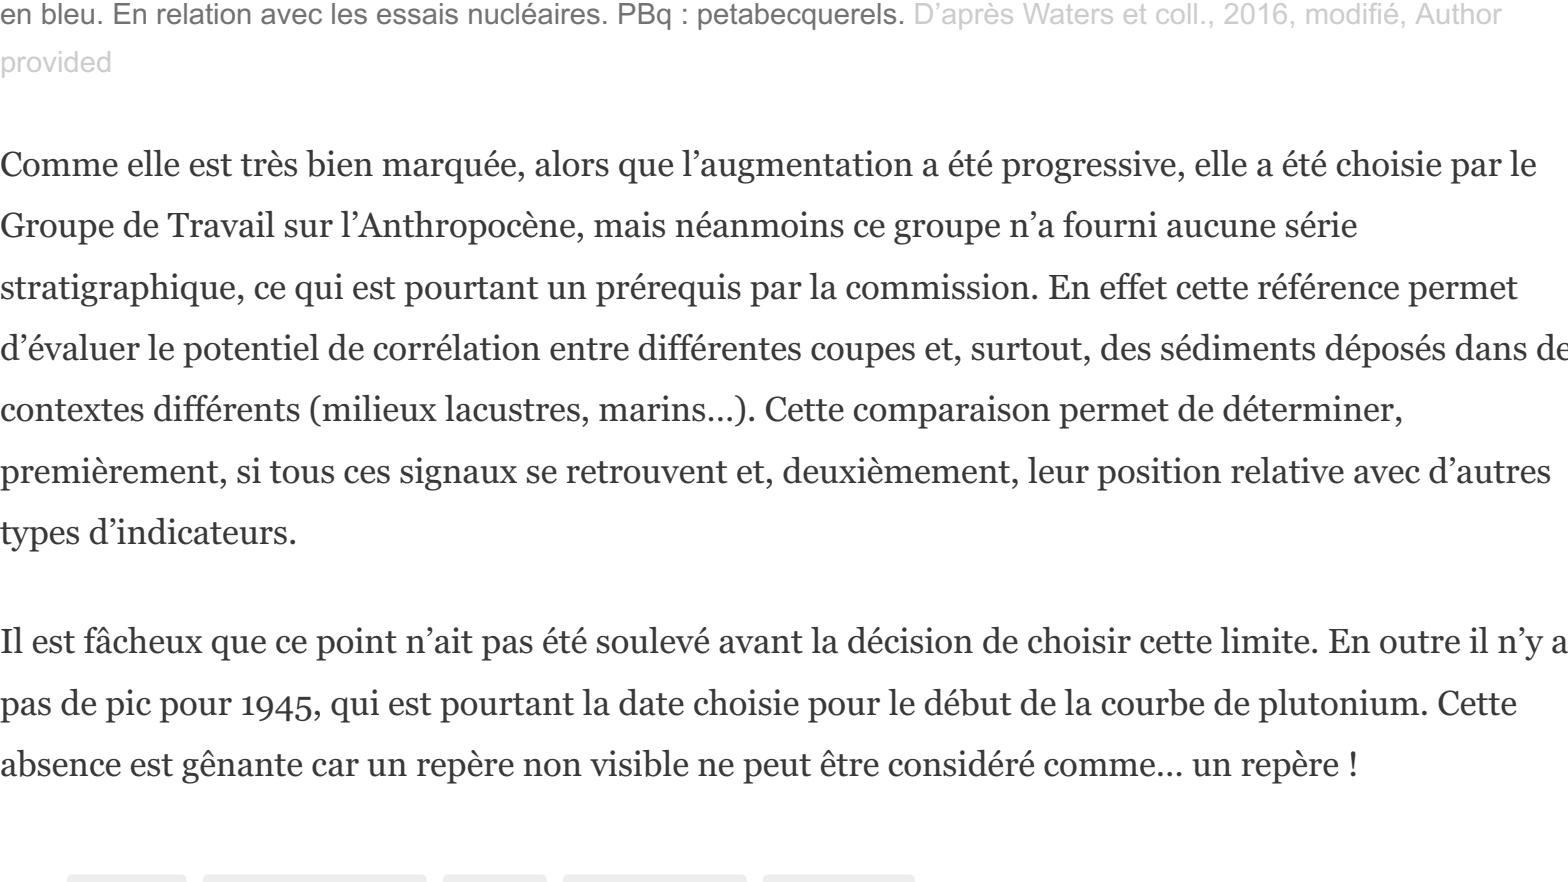 en bleu. En relation avec les essais nucléaires. PBq : petabecquerels. D’après Waters et coll., 2016, modifié, Author
provided
Comme elle est très bien marquée, alors que l’augmentation a été progressive, elle a été choisie par le
Groupe de Travail sur l’Anthropocène, mais néanmoins ce groupe n’a fourni aucune série
stratigraphique, ce qui est pourtant un prérequis par la commission. En effet cette référence permet
d’évaluer le potentiel de corrélation entre différentes coupes et, surtout, des sédiments déposés dans de
contextes différents (milieux lacustres, marins…). Cette comparaison permet de déterminer,
premièrement, si tous ces signaux se retrouvent et, deuxièmement, leur position relative avec d’autres
types d’indicateurs.
Il est fâcheux que ce point n’ait pas été soulevé avant la décision de choisir cette limite. En outre il n’y a
pas de pic pour 1945, qui est pourtant la date choisie pour le début de la courbe de plutonium. Cette
absence est gênante car un repère non visible ne peut être considéré comme… un repère !